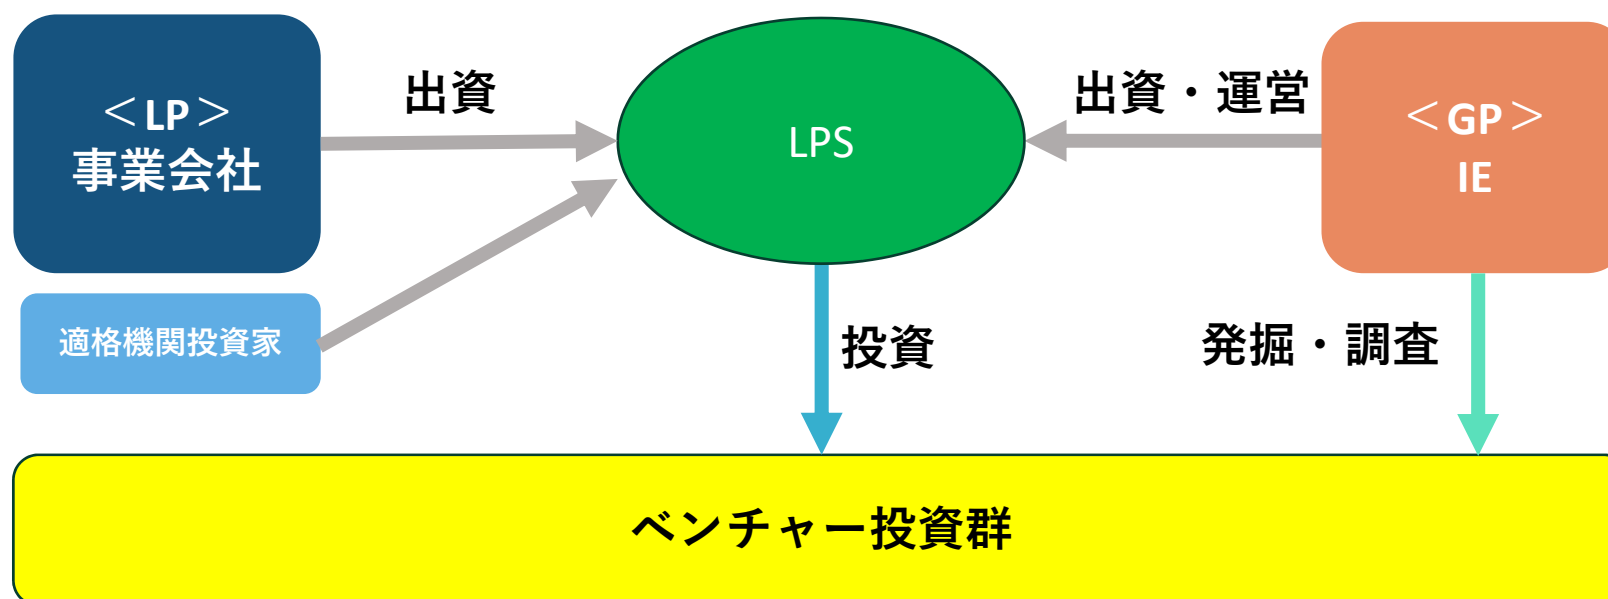 ＜LP＞
事業会社
出資
LPS
出資・運営
＜GP＞
IE
適格機関投資家
投資
発掘・調査
ベンチャー投資群